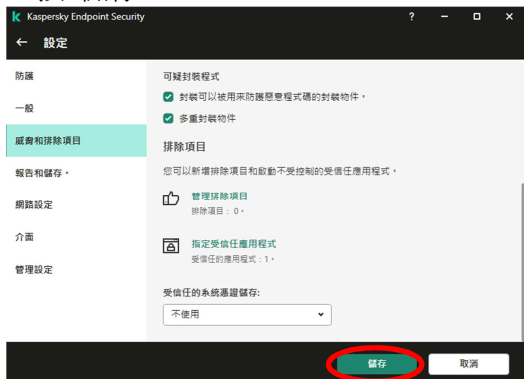 Kaspersky Endpoint Security
設定
防護
一般
威脅和排除項目
報告和儲存。
網路設定
介面
管理設定
可疑封裝程式
封裝可以被用來防護惡意程式碼的封裝物件。
多重封裝物件
排除項目
您可以新增排除項目和啟動不受控制的受信任應用程式。
管理排除項目
排除項目： 0。
指定受信任應用程式
受信任的應用程式：1。
受信任的系統憑證儲存:
不使用
儲存
取消